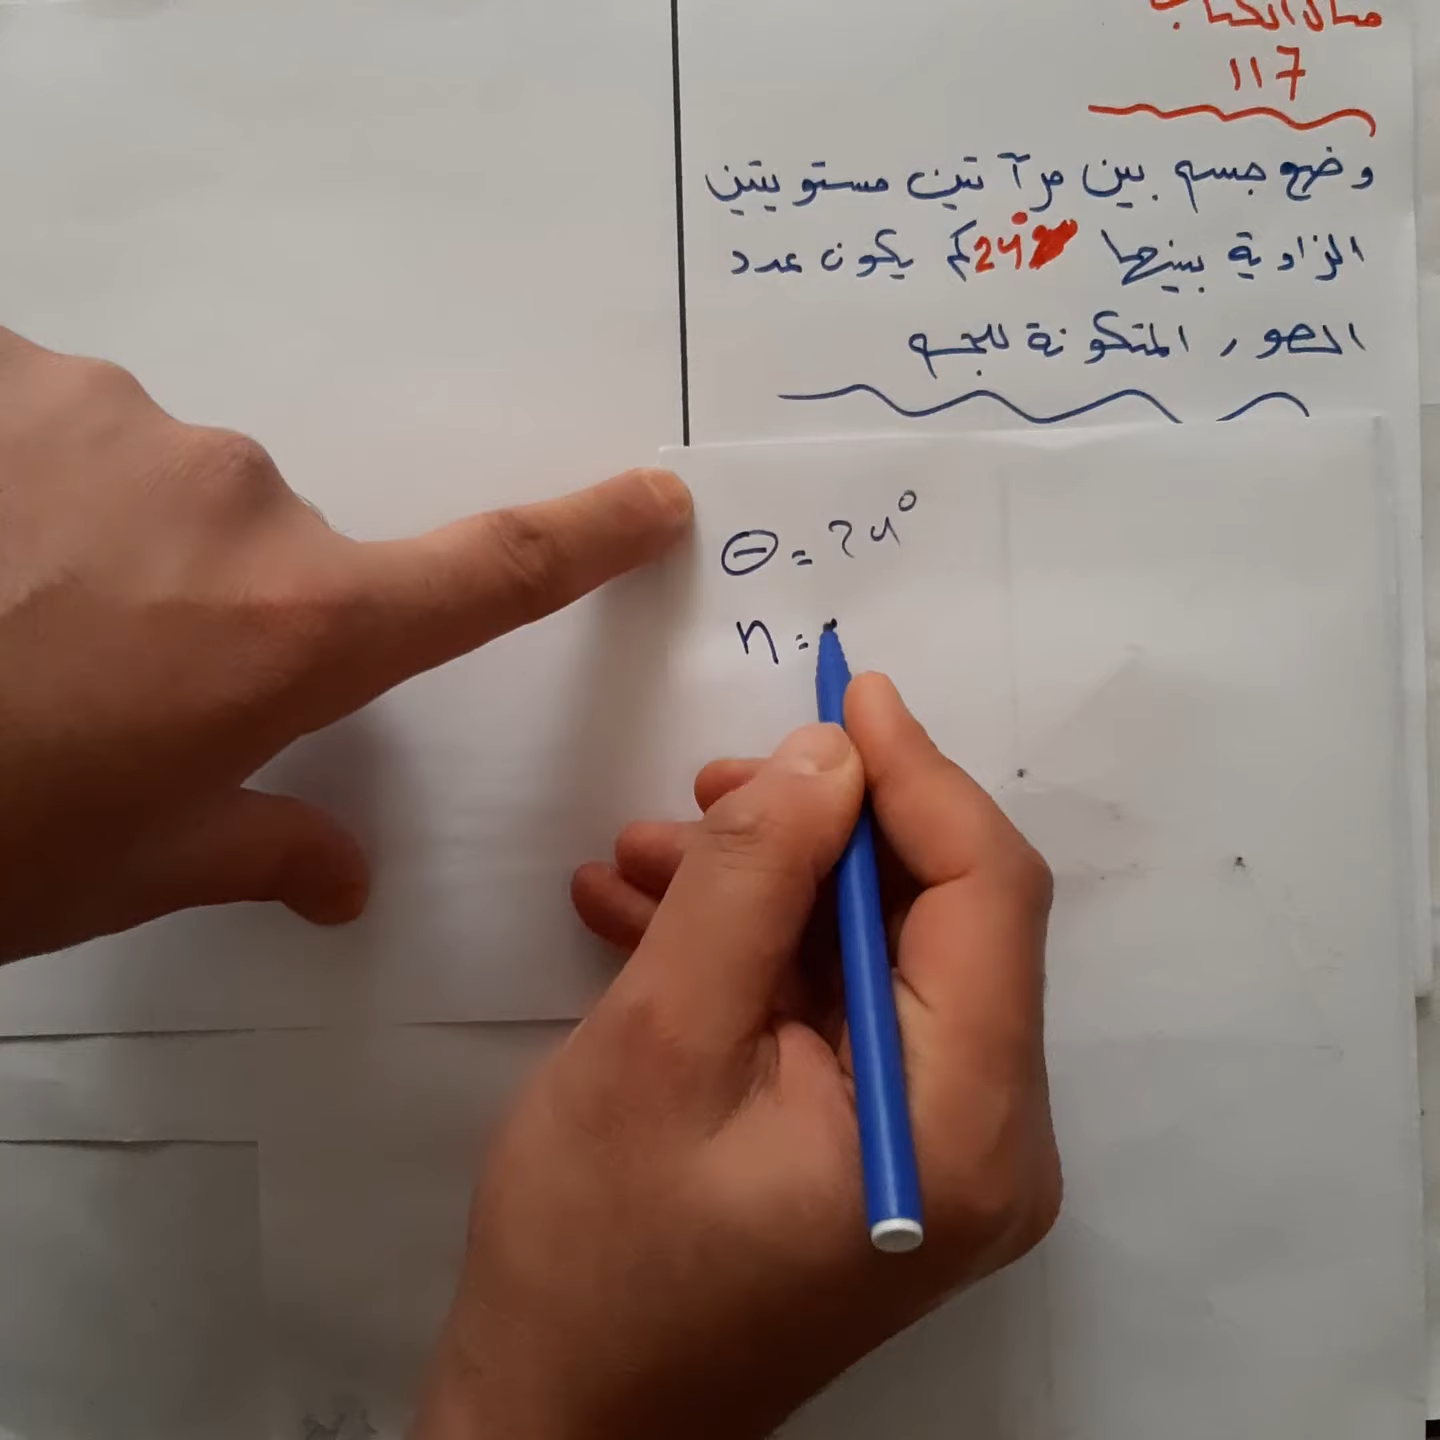 مثال الكتاب
117
وضع جسم بين مرآتين مستويتين
الزاوية بينهما 24° كم يكون عدد
الصور المتكونة للجسم
θ = 24°
n =